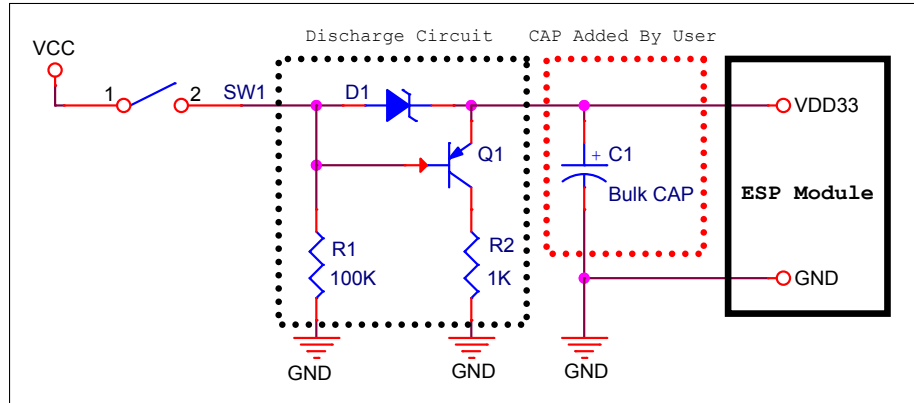 Discharge Circuit
CAP Added By User
VCC
1
2
SW1
D1
VDD33
Q1
+
C1
Bulk CAP
ESP Module
R1
100K
R2
1K
GND
GND
GND
GND